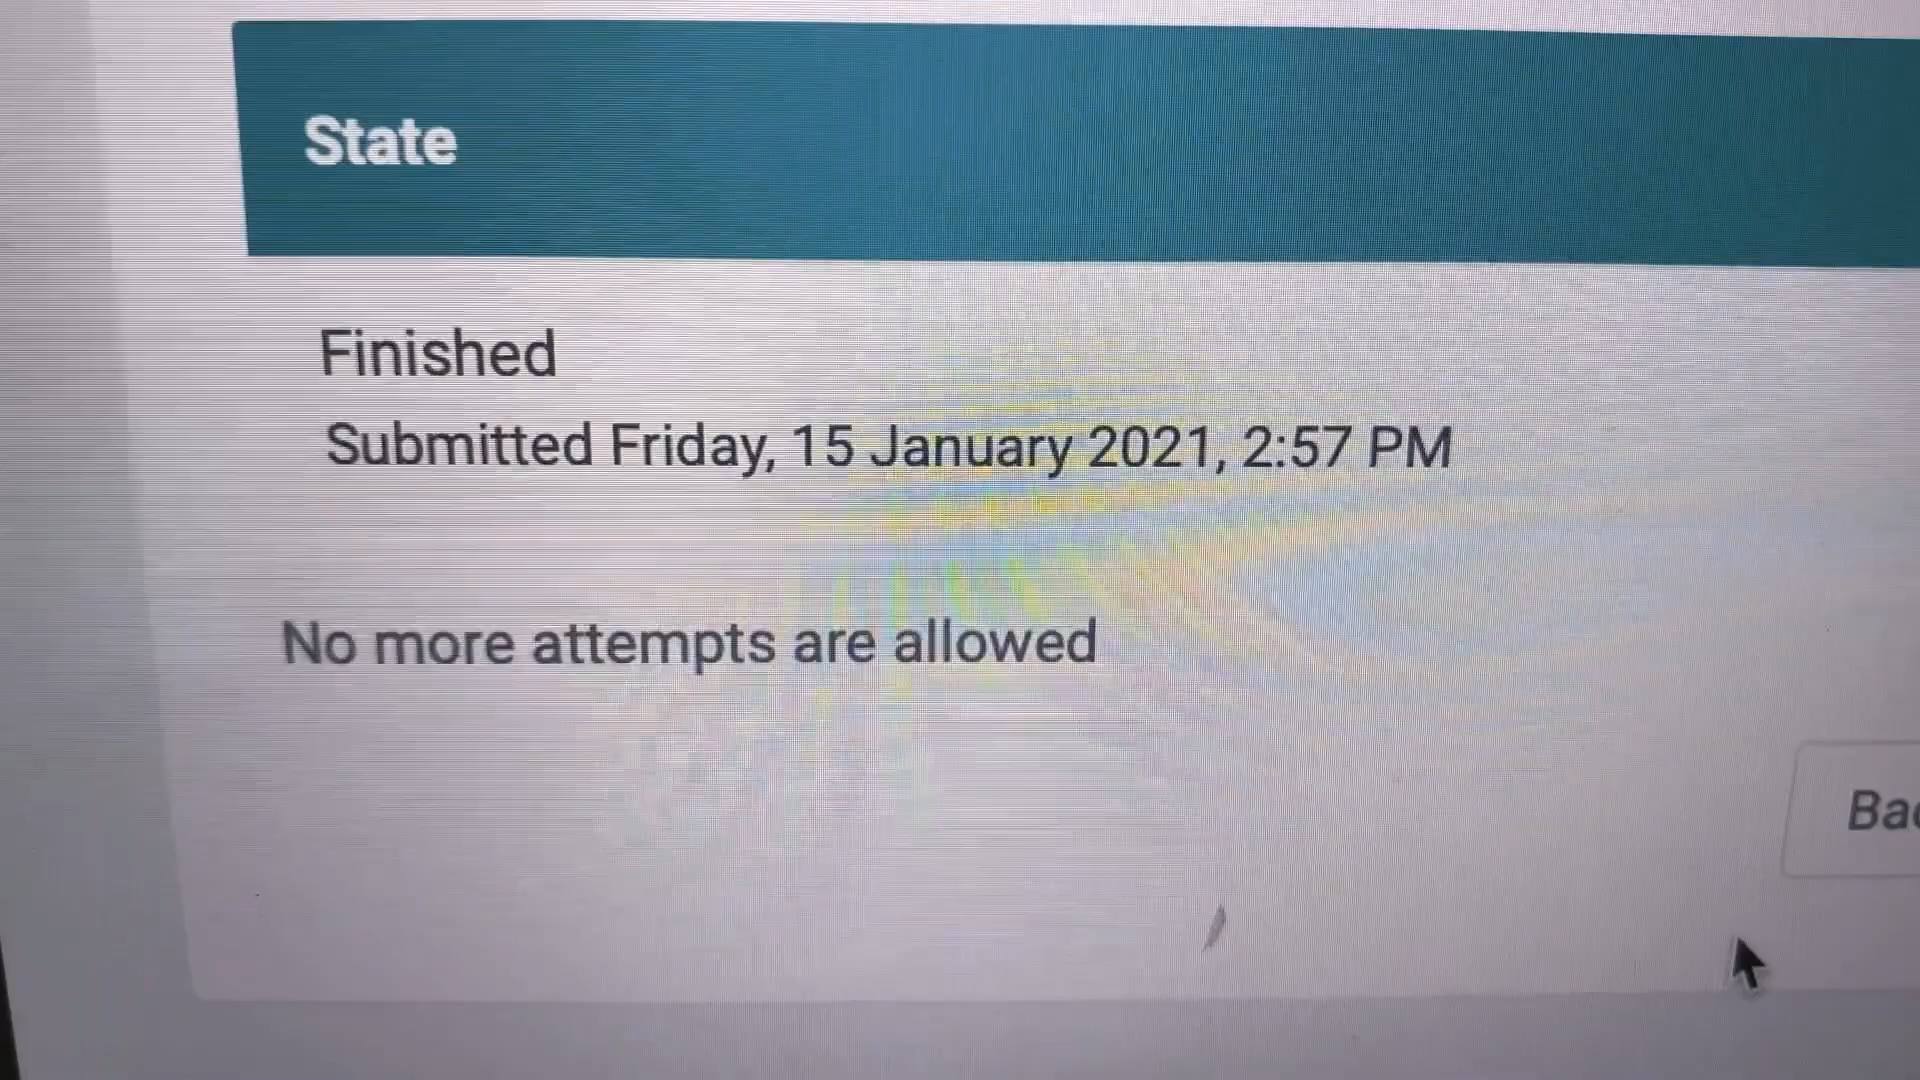 State
Finished
Submitted Friday, 15 January 2021, 2:57 PM
No more attempts are allowed